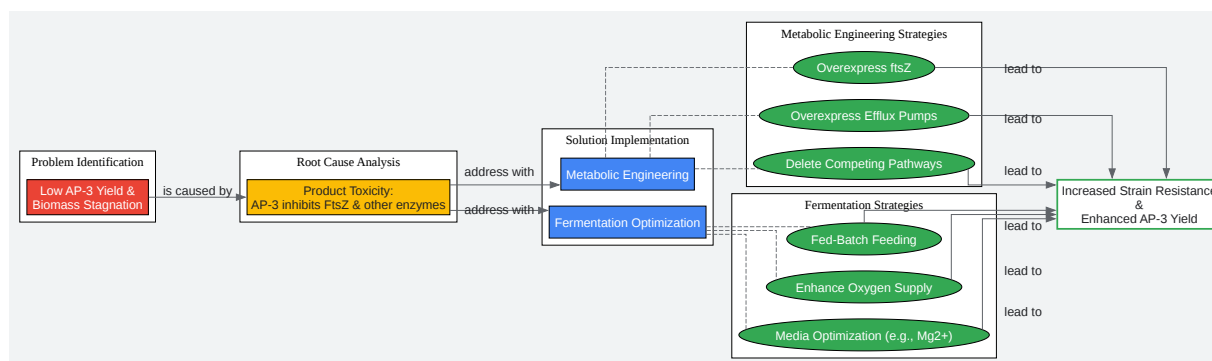 Problem Identification
Low AP-3 Yield &
Biomass Stagnation
is caused by
Root Cause Analysis
Product Toxicity:
AP-3 inhibits FtsZ & other enzymes
address with
address with
Solution Implementation
Metabolic Engineering
Fermentation Optimization
Metabolic Engineering Strategies
Overexpress ftsZ
Overexpress Efflux Pumps
Delete Competing Pathways
Fermentation Strategies
Fed-Batch Feeding
Enhance Oxygen Supply
Media Optimization (e.g., Mg2+)
lead to
lead to
lead to
lead to
lead to
lead to
Increased Strain Resistance
&
Enhanced AP-3 Yield